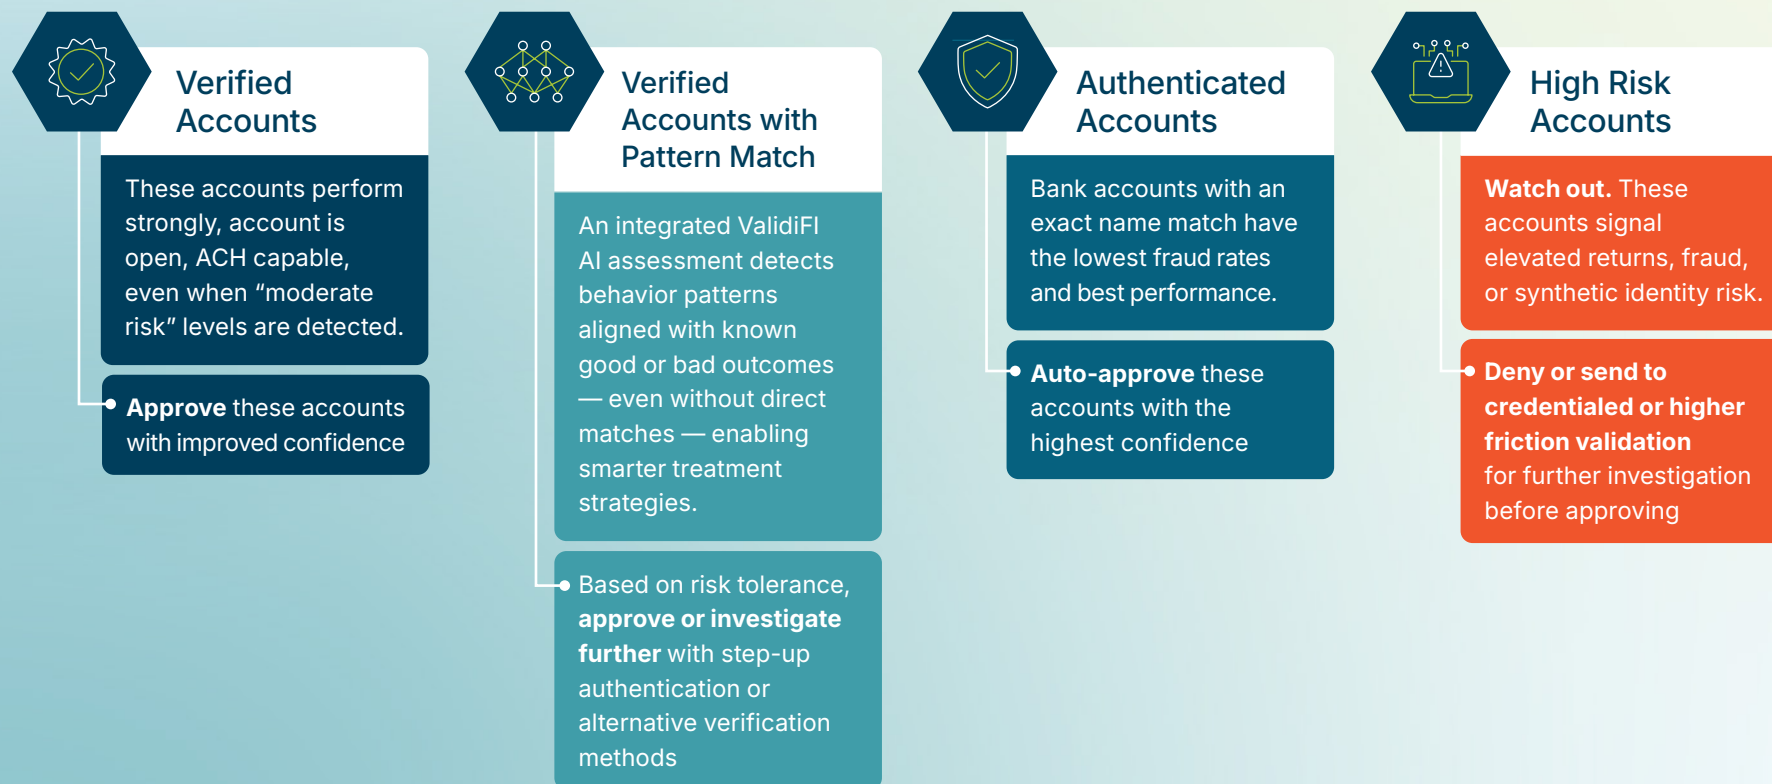 Verified
Accounts
These accounts perform
strongly, account is
open, ACH capable,
even when “moderate
risk” levels are detected.
Approve these accounts
with improved confidence
Verified
Accounts with
Pattern Match
An integrated ValidiFI
AI assessment detects
behavior patterns
aligned with known
good or bad outcomes
— even without direct
matches — enabling
smarter treatment
strategies.
Based on risk tolerance,
approve or investigate
further with step-up
authentication or
alternative verification
methods
Authenticated
Accounts
Bank accounts with an
exact name match have
the lowest fraud rates
and best performance.
Auto-approve these
accounts with the
highest confidence
High Risk
Accounts
Watch out. These
accounts signal
elevated returns, fraud,
or synthetic identity risk.
Deny or send to
credentialed or higher
friction validation
for further investigation
before approving